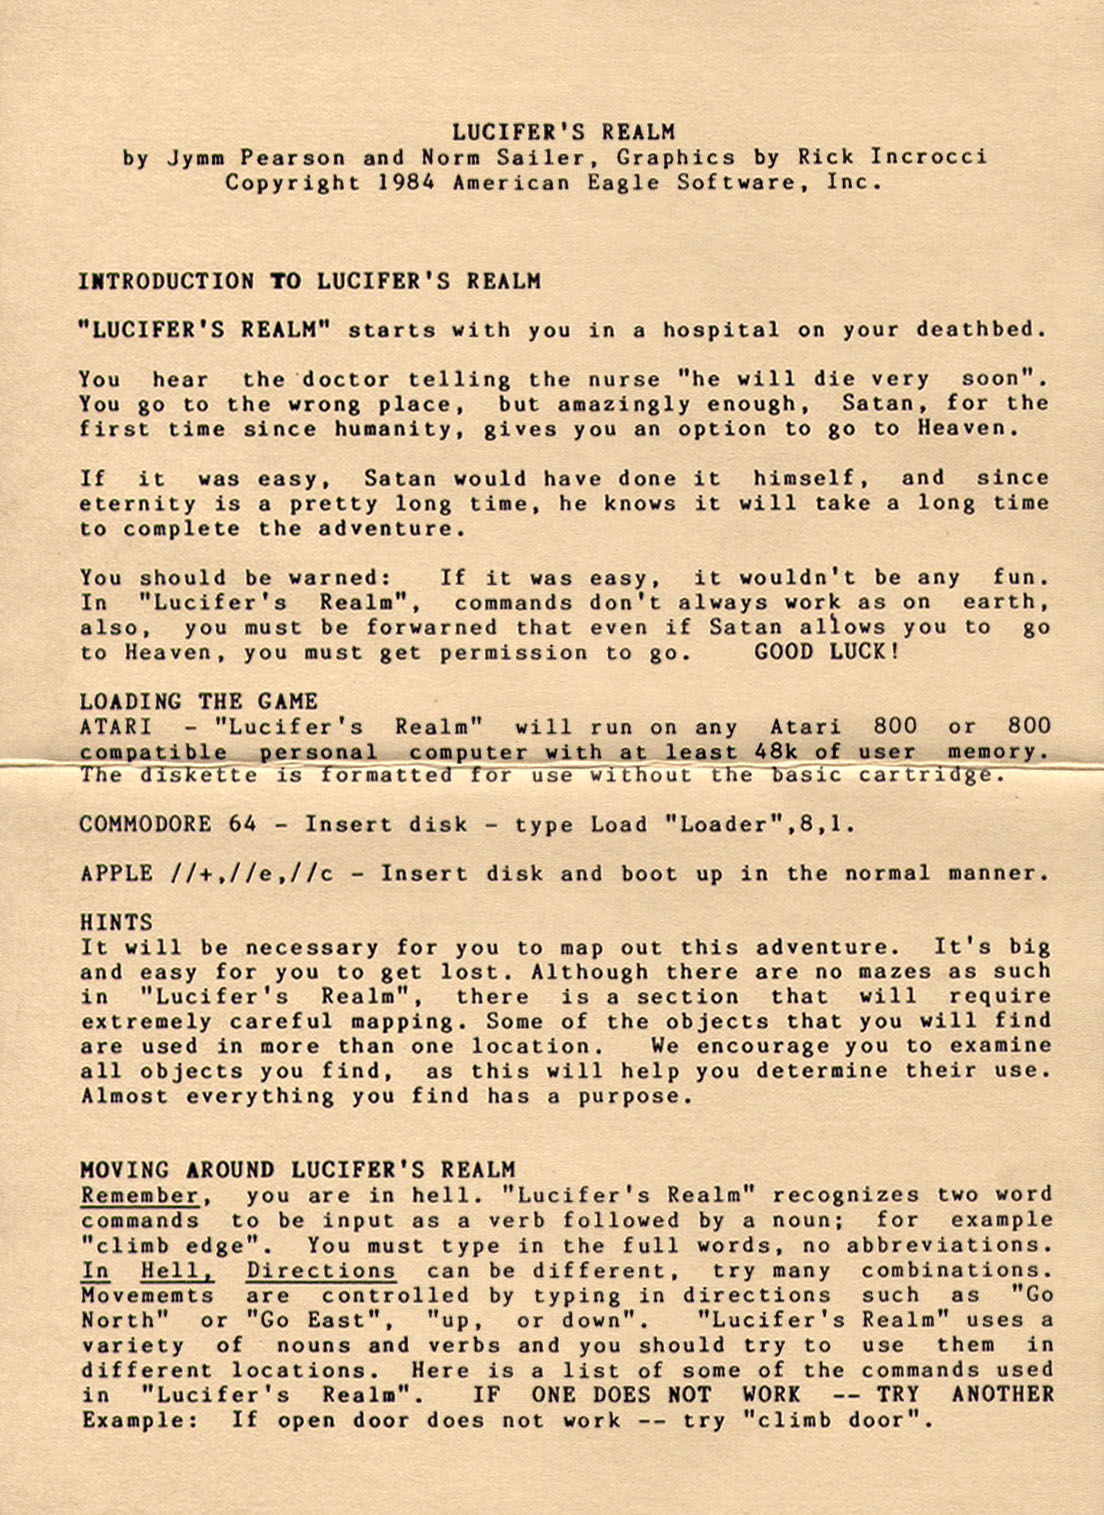 LUCIFER'S REALM
by Jymm Pearson and Norm Sailer, Graphics by Rick Incrocci
Copyright 1984 American Eagle Software, Inc.
INTRODUCTION TO LUCIFER'S REALM
"LUCIFER'S REALM" starts with you in a hospital on your deathbed.
You hear the doctor telling the nurse "he will die very soon".
You go to the wrong place, but amazingly enough, Satan, for the
first time since humanity, gives you an option to go to Heaven.
If it was easy, Satan would have done it himself, and since
eternity is a pretty long time, he knows it will take a long time
to complete the adventure.
You should be warned: If it was easy, it wouldn't be any fun.
In "Lucifer's Realm", commands don't always work as on earth,
also, you must be forwarned that even if Satan allows you to go
to Heaven, you must get permission to go. GOOD LUCK!
LOADING THE GAME
ATARI - "Lucifer's Realm" will run on any Atari 800 or 800
compatible personal computer with at least 48k of user memory.
The diskette is formatted for use without the basic cartridge.
COMMODORE 64 - Insert disk - type Load "Loader",8,1.
APPLE //+,//e,//c - Insert disk and boot up in the normal manner.
HINTS
It will be necessary for you to map out this adventure. It's big
and easy for you to get lost. Although there are no mazes as such
in "Lucifer's Realm", there is a section that will require
extremely careful mapping. Some of the objects that you will find
are used in more than one location. We encourage you to examine
all objects you find, as this will help you determine their use.
Almost everything you find has a purpose.
MOVING AROUND LUCIFER'S REALM
Remember, you are in hell. "Lucifer's Realm" recognizes two word
commands to be input as a verb followed by a noun; for example
"climb edge". You must type in the full words, no abbreviations.
In Hell, Directions can be different, try many combinations.
Movememts are controlled by typing in directions such as "Go
North" or "Go East", "up, or down". "Lucifer's Realm" uses a
variety of nouns and verbs and you should try to use them in
different locations. Here is a list of some of the commands used
in "Lucifer's Realm". IF ONE DOES NOT WORK -- TRY ANOTHER
Example: If open door does not work -- try "climb door".